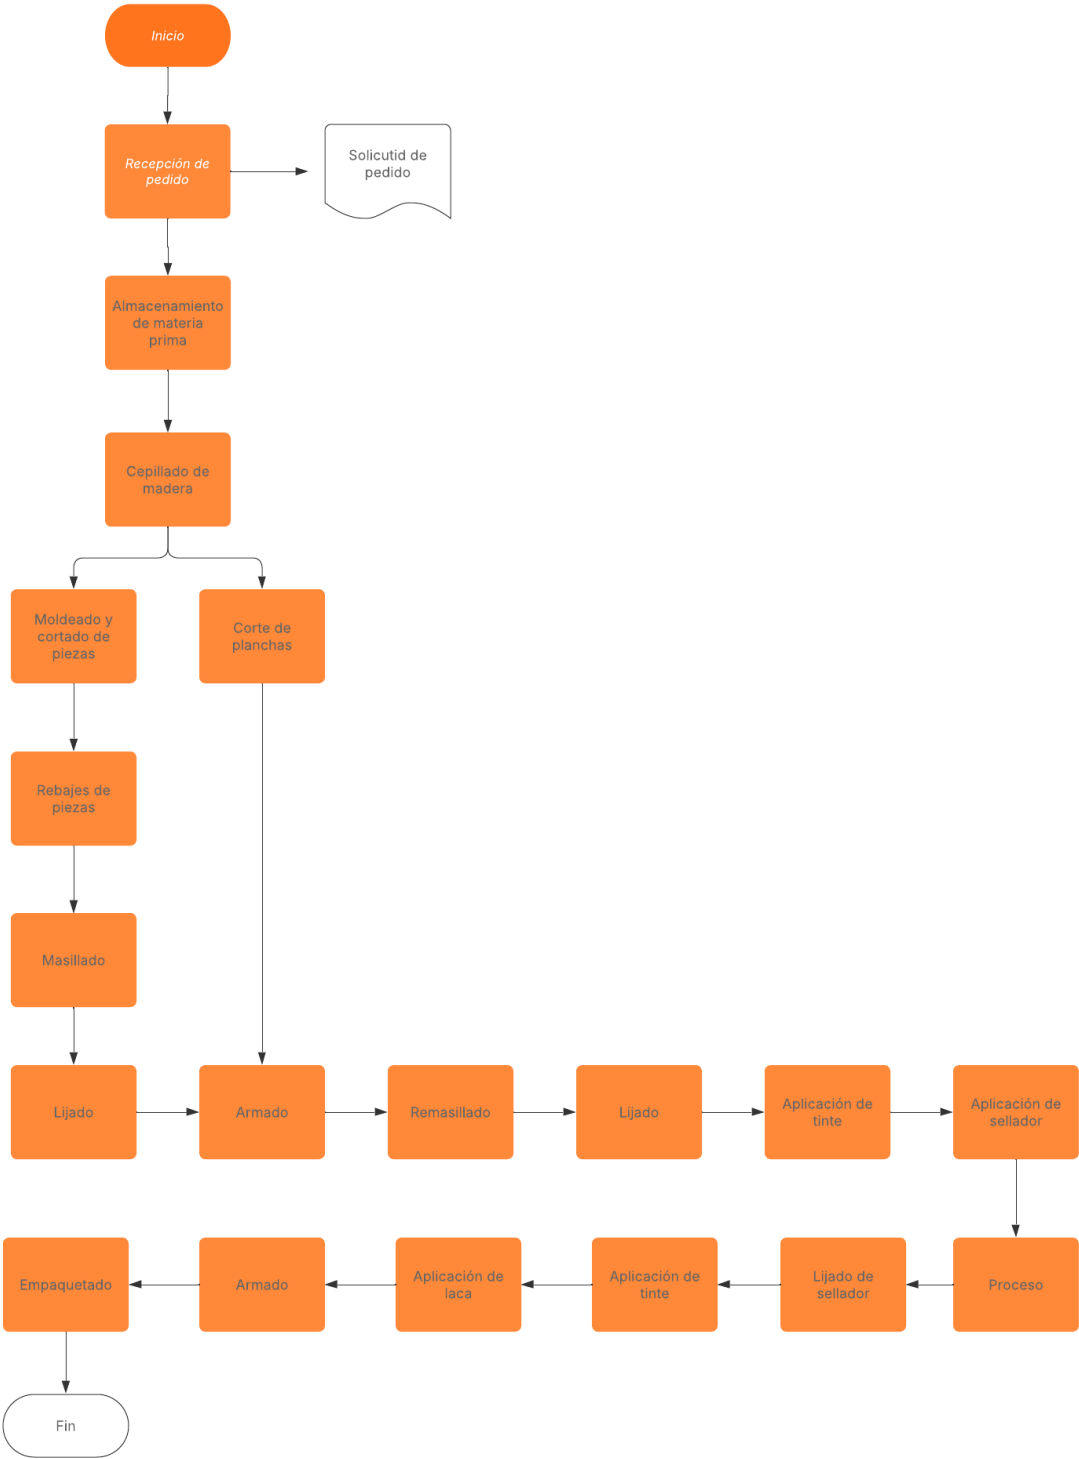 Inicio
Recepción de
pedido
Solicutid de
pedido
Almacenamiento
de materia
prima
Cepillado de
madera
Moldeado y
cortado de
piezas
Corte de
planchas
Rebajes de
piezas
Masillado
Lijado
Armado
Remasillado
Lijado
Aplicación de
tinte
Aplicación de
sellador
Proceso
Lijado de
sellador
Aplicación de
tinte
Aplicación de
laca
Armado
Empaquetado
Fin